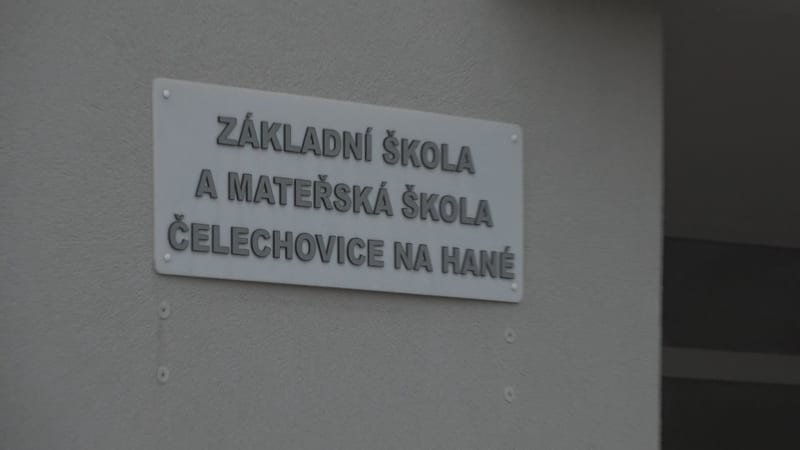 ZÁKLADNÍ ŠKOLA
A MATEŘSKÁ ŠKOLA
ČELECHOVICE NA HANÉ